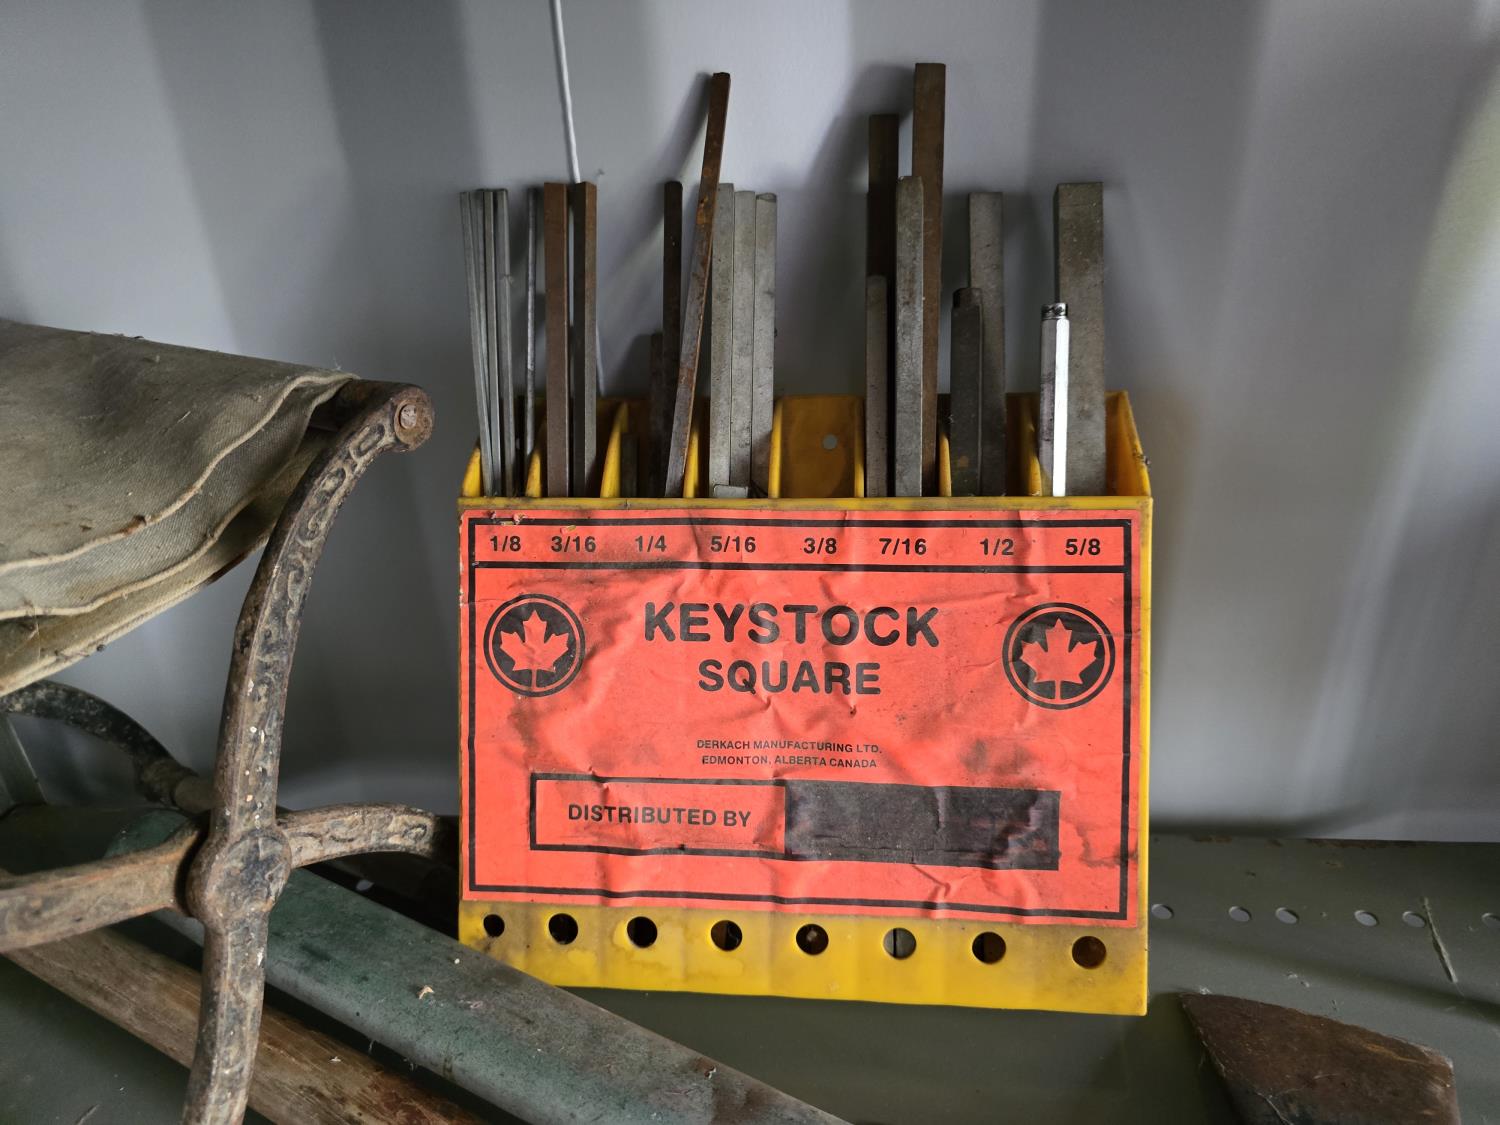 1/8 3/16 1/4 5/16 3/8 7/16 1/2 5/8
KEYSTOCK
SQUARE
DERKACH MANUFACTURING LTD.
EDMONTON, ALBERTA CANADA
DISTRIBUTED BY